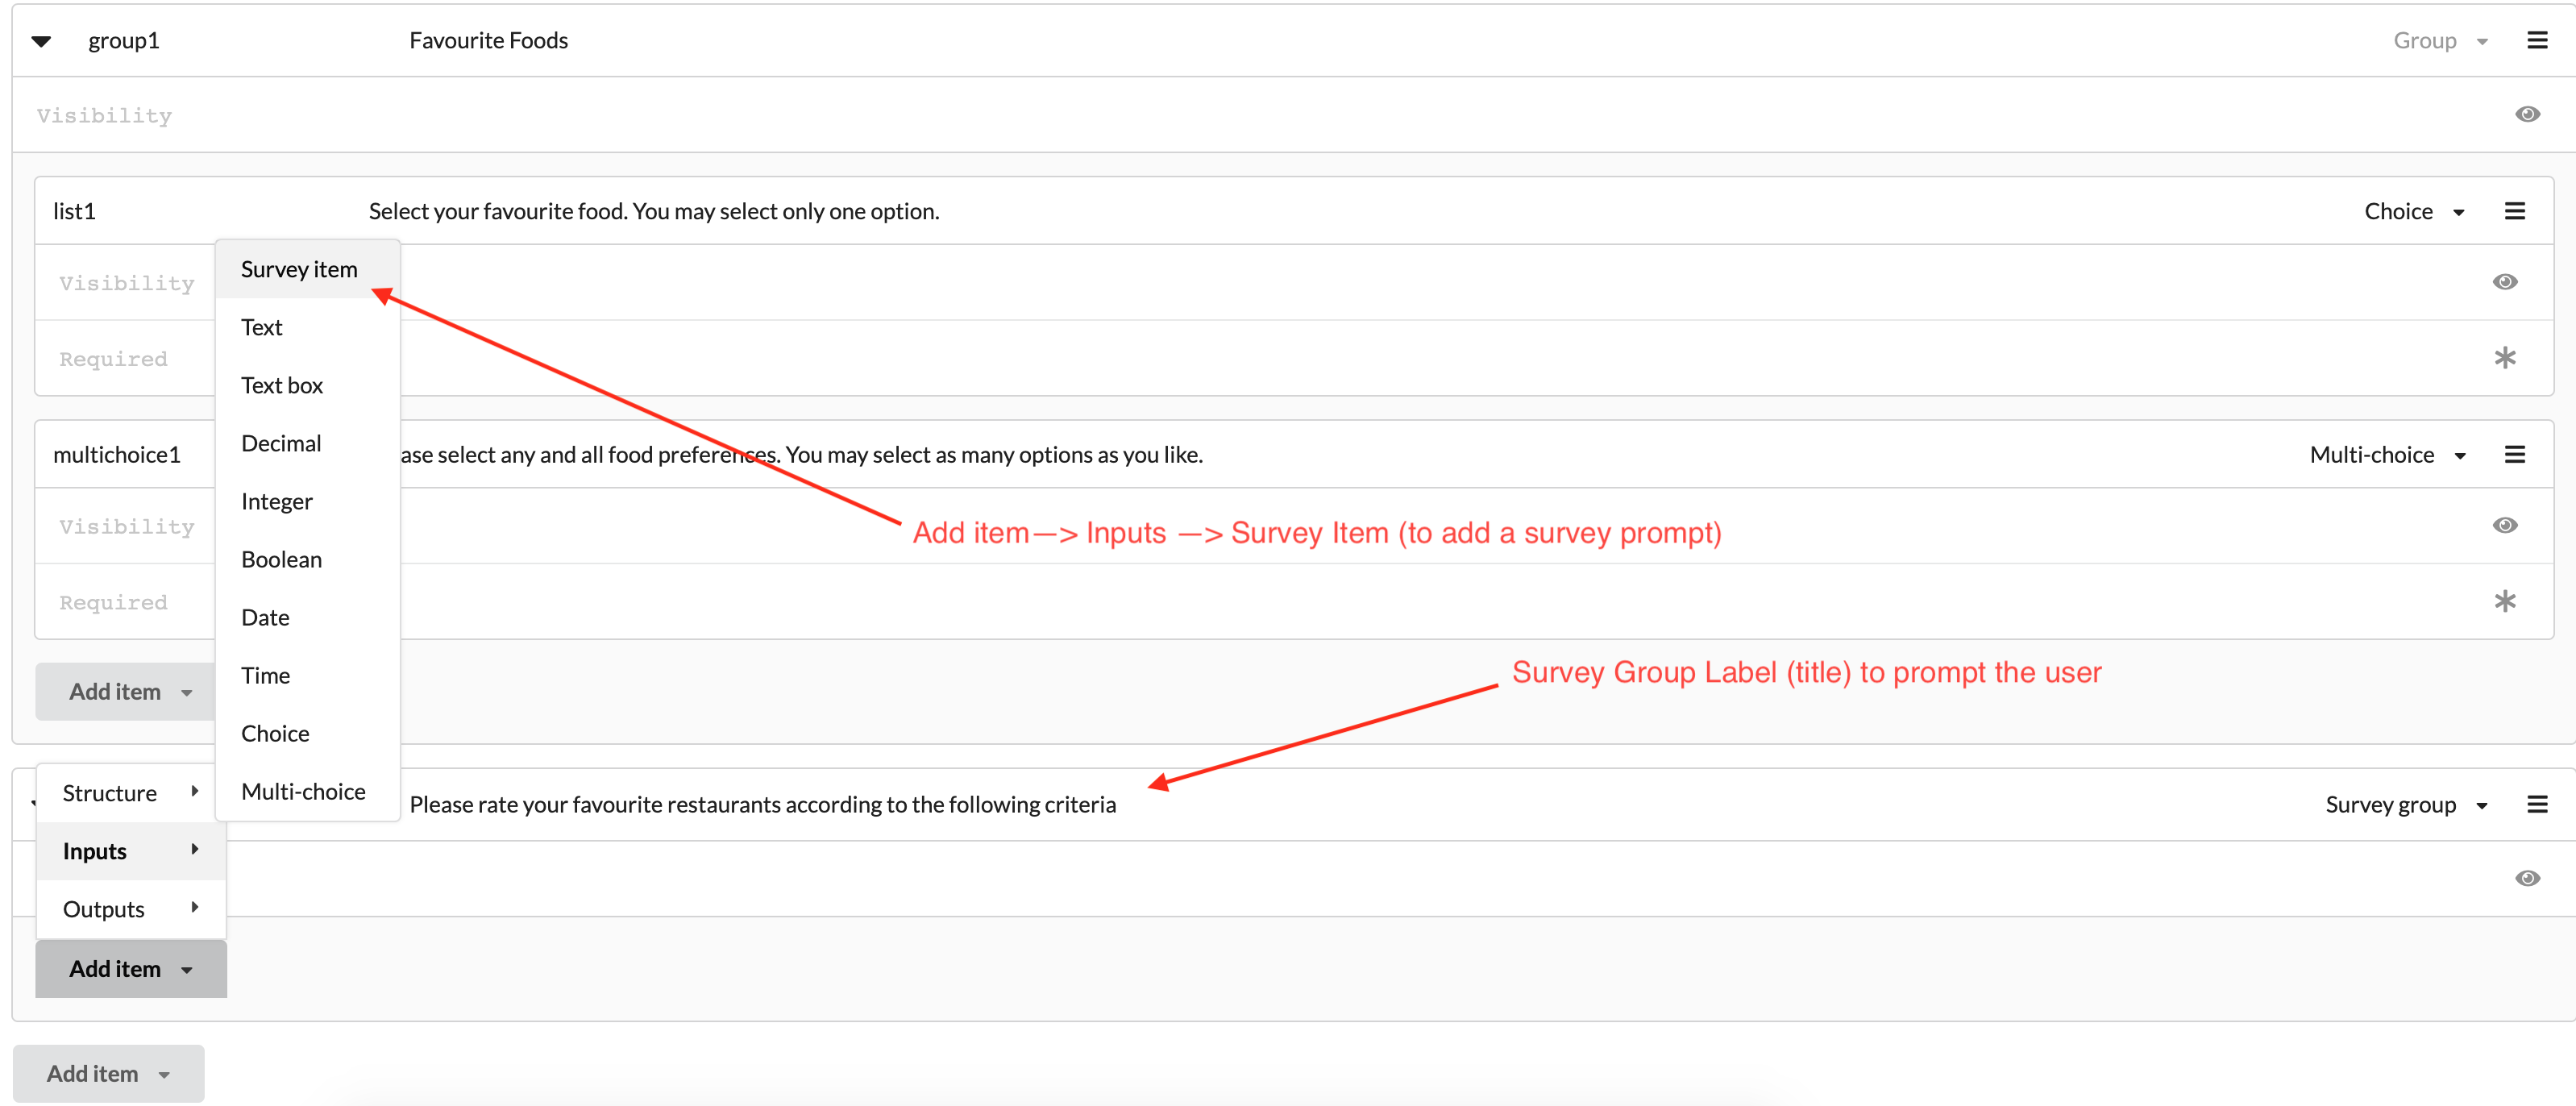 group1 Favourite Foods Group
Visibility
list1 Select your favourite food. You may select only one option. Choice
Survey item
Visibility
Text
Required
Text box
Decimal
multichoice1 select any and all food preferences. You may select as many options as you like. Multi-choice
Integer
Visibility
Add item—> Inputs —> Survey Item (to add a survey prompt)
Boolean
Required
Date
Time
Add item
Survey Group Label (title) to prompt the user
Choice
Structure
Multi-choice
Please rate your favourite restaurants according to the following criteria Survey group
Inputs
Outputs
Add item
Add item